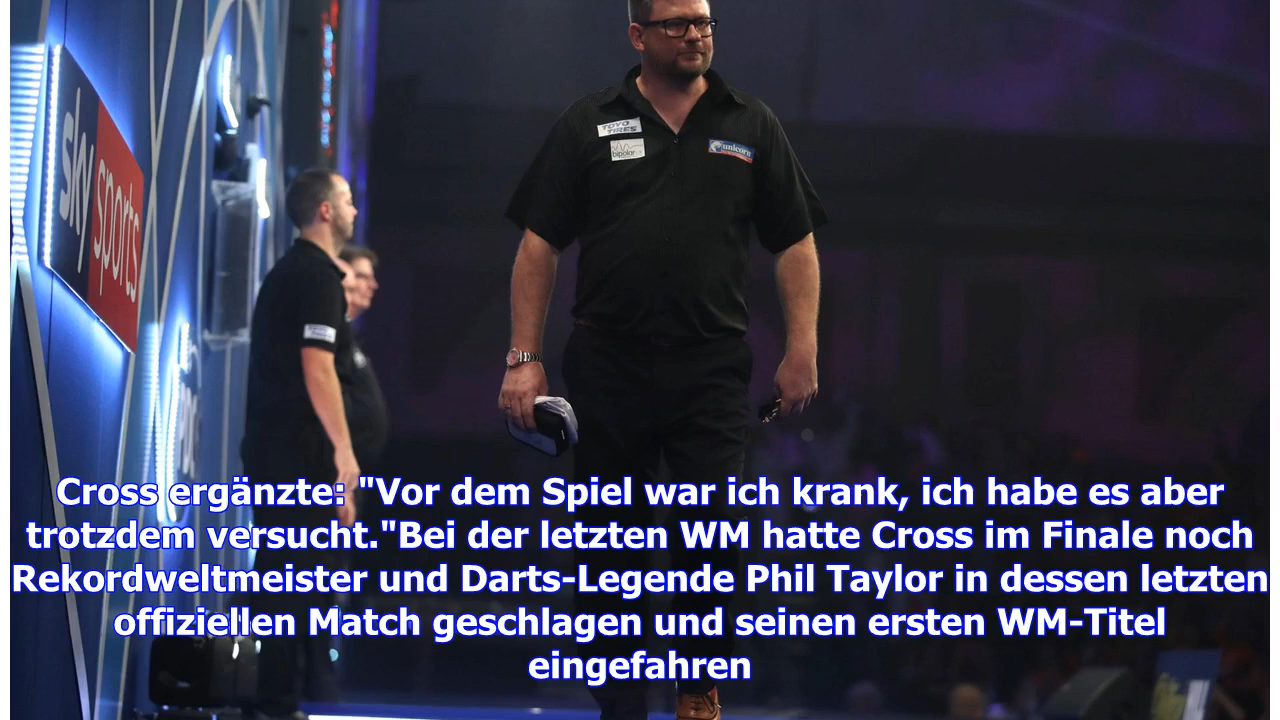 sky sports
TOYO
TIRES
bipolar
unicorn
Cross ergänzte: "Vor dem Spiel war ich krank, ich habe es aber
trotzdem versucht."Bei der letzten WM hatte Cross im Finale noch
Rekordweltmeister und Darts-Legende Phil Taylor in dessen letzten
offiziellen Match geschlagen und seinen ersten WM-Titel
eingefahren